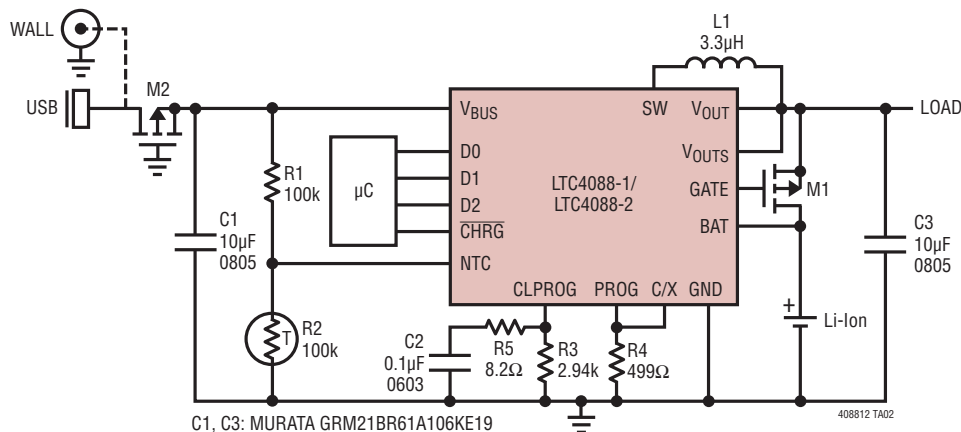 WALL
USB
M2
L1
3.3µH
SW
VBUS
VOUT
LOAD
D0
VOUTS
µC
D1
D2
CHRG
LTC4088-1/
LTC4088-2
GATE
M1
BAT
R1
100k
C1
10µF
0805
NTC
C3
10µF
0805
CLPROG
PROG
C/X
GND
T
R2
100k
C2
0.1µF
0603
R5
8.2Ω
R3
2.94k
R4
499Ω
+
Li-Ion
C1, C3: MURATA GRM21BR61A106KE19
408812 TA02